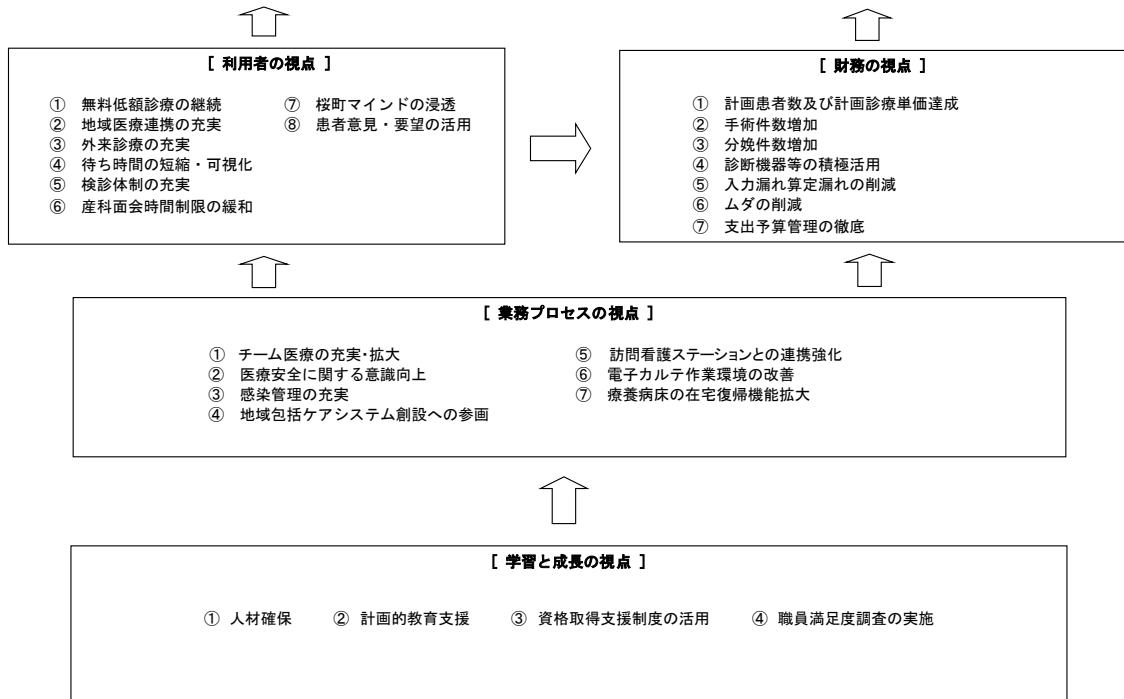 [ 利用者の視点 ]
① 無料低額診療の継続
② 地域医療連携の充実
③ 外来診療の充実
④ 待ち時間の短縮・可視化
⑤ 検診体制の充実
⑥ 産科面会時間制限の緩和
⑦ 桜町マインドの浸透
⑧ 患者意見・要望の活用
[ 財務の視点 ]
① 計画患者数及び計画診療単価達成
② 手術件数増加
③ 分娩件数増加
④ 診断機器等の積極活用
⑤ 入力漏れ算定漏れの削減
⑥ ムダの削減
⑦ 支出予算管理の徹底
[ 業務プロセスの視点 ]
① チーム医療の充実・拡大
② 医療安全に関する意識向上
③ 感染管理の充実
④ 地域包括ケアシステム創設への参画
⑤ 訪問看護ステーションとの連携強化
⑥ 電子カルテ作業環境の改善
⑦ 療養病床の在宅復帰機能拡大
[ 学習と成長の視点 ]
① 人材確保 ② 計画的教育支援 ③ 資格取得支援制度の活用 ④ 職員満足度調査の実施